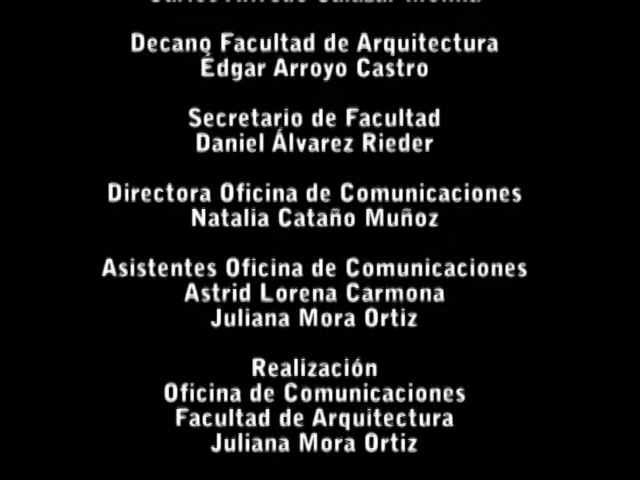 Decano Facultad de Arquitectura
Édgar Arroyo Castro
Secretario de Facultad
Daniel Álvarez Rieder
Directora Oficina de Comunicaciones
Natalia Cataño Muñoz
Asistentes Oficina de Comunicaciones
Astrid Lorena Carmona
Juliana Mora Ortiz
Realización
Oficina de Comunicaciones
Facultad de Arquitectura
Juliana Mora Ortiz